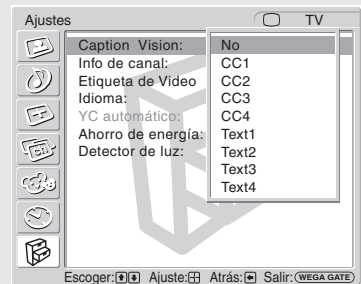 Ajustes TV
Caption Vision: No
Info de canal: CC1
Etiqueta de Video CC2
Idioma: CC3
YC automático: CC4
Ahorro de energía: Text1
Detector de luz: Text2
Text3
Text4
Escoger: Ajuste: Atrás: Salir: WEGA GATE